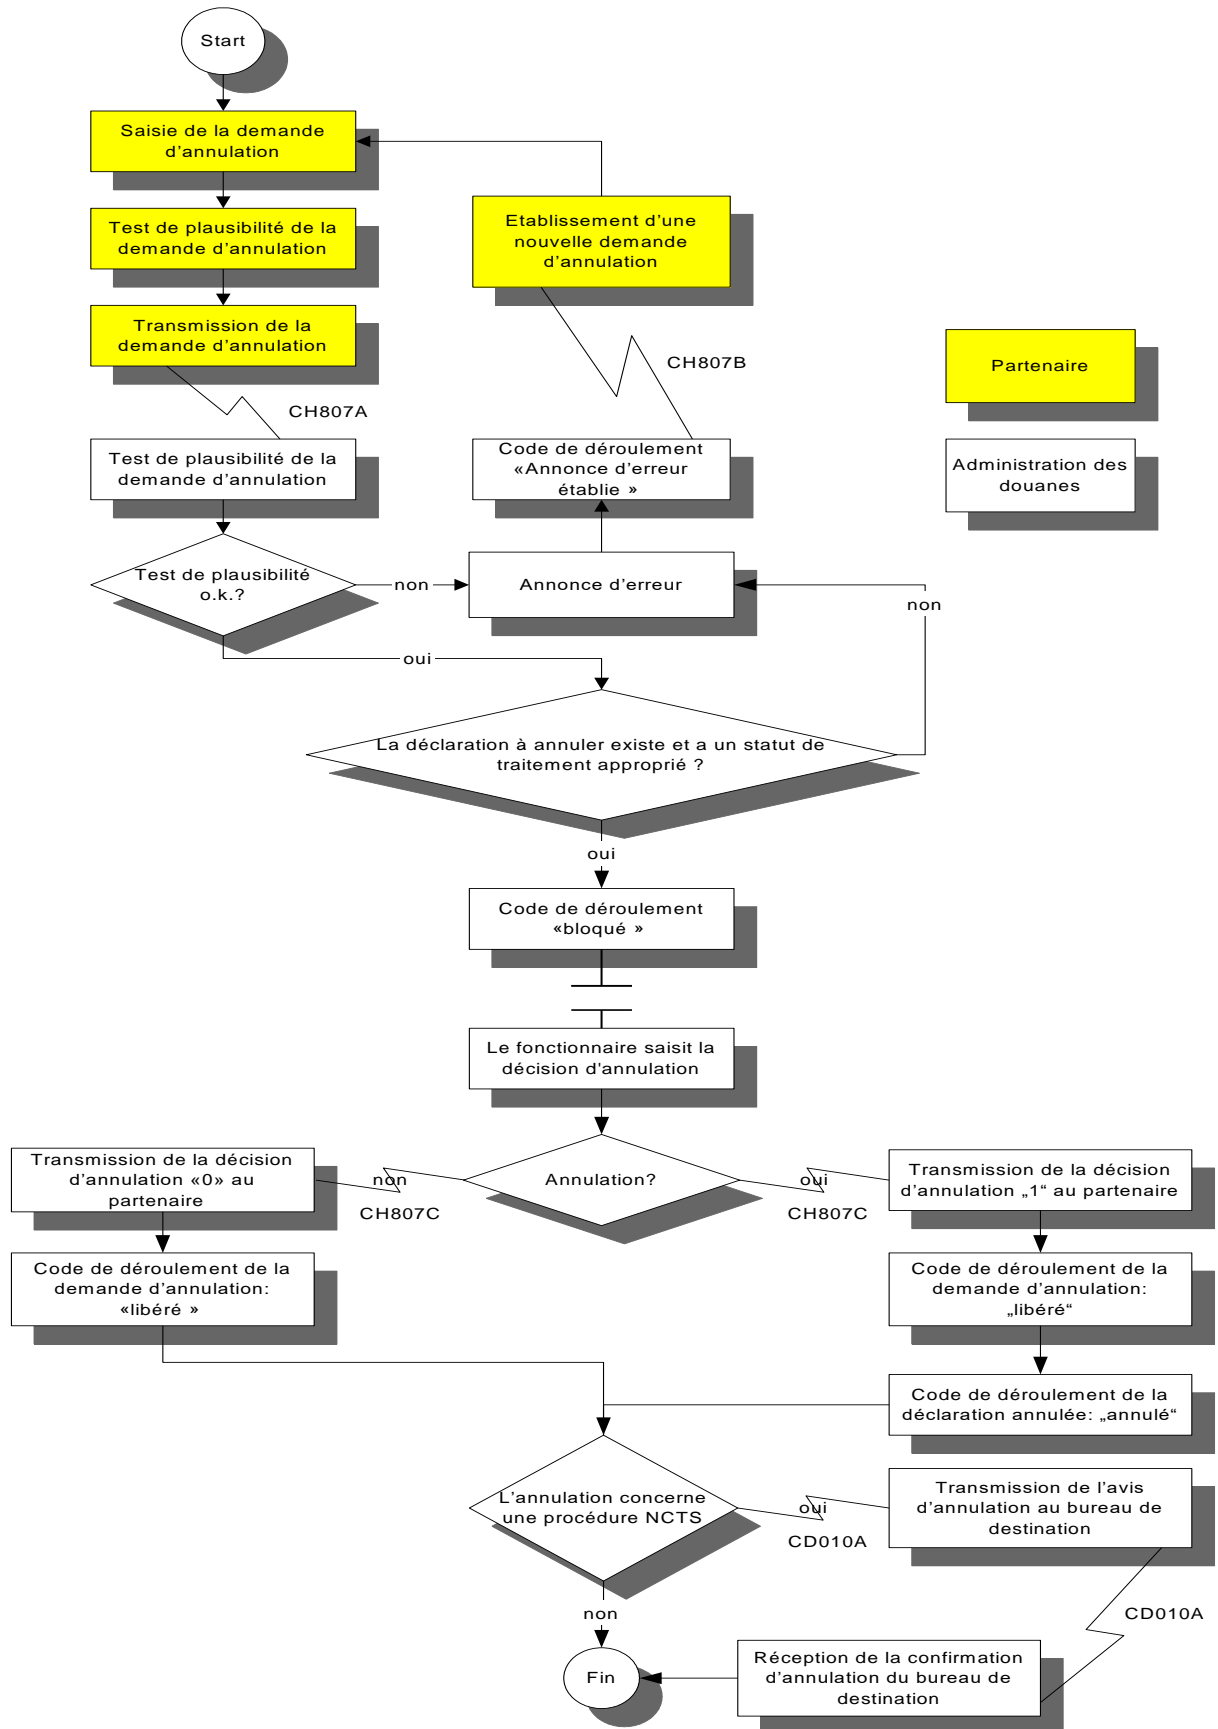 Start
Saisie de la demande
d'annulation
Test de plausibilité de la
demande d'annulation
Etablissement d'une
nouvelle demande
d'annulation
Transmission de la
demande d'annulation
CH807B
Partenaire
CH807A
Test de plausibilité de la
demande d'annulation
Code de déroulement
«Annonce d'erreur
établie »
Administration des
douanes
Test de plausibilité
o.k.?
non
Annonce d'erreur
non
oui
La déclaration à annuler existe et a un statut de
traitement approprié ?
oui
Code de déroulement
«bloqué »
Le fonctionnaire saisit la
décision d'annulation
Transmission de la décision
d'annulation «0» au
partenaire
non
CH807C
Annulation?
oui
CH807C
Transmission de la décision
d'annulation „1“ au partenaire
Code de déroulement de la
demande d'annulation:
«libéré »
Code de déroulement de la
demande d'annulation:
„libéré“
Code de déroulement de la
déclaration annulée: „annulé“
L'annulation concerne
une procédure NCTS
oui
CD010A
Transmission de l'avis
d'annulation au bureau de
destination
non
CD010A
Fin
Réception de la confirmation
d'annulation du bureau de
destination